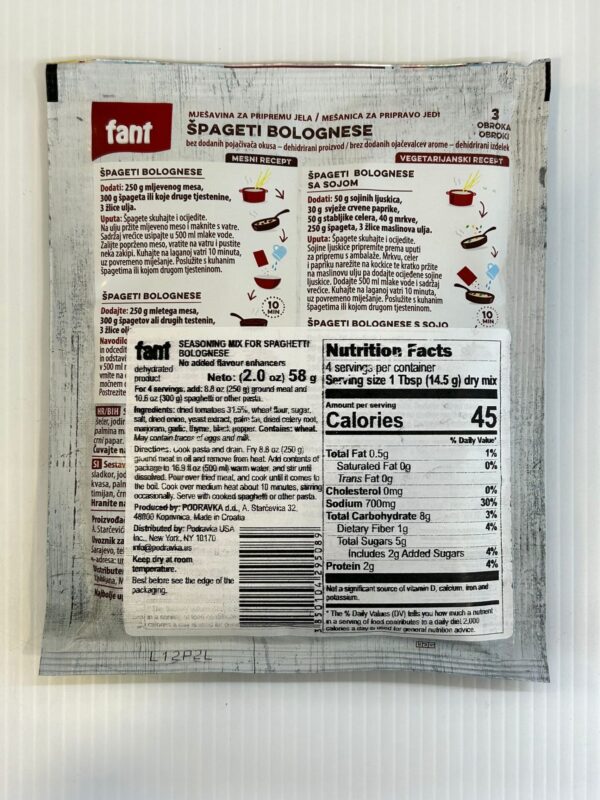 fant
MJEŠAVINA ZA PRIPREMU JELA / MEŠANICA ZA PRIPRAVO JEDI
ŠPAGETI BOLOGNESE
bez dodanih pojačivača okusa – dehidrirani proizvod / brez dodanih ojačevalcev arome – dehidrirani izdelek
3
OBROKA
OBROKI
MESNI RECEPT
ŠPAGETI BOLOGNESE
Dodati: 250 g mljevenog mesa,
300 g špageta ili koje druge tjestenine,
3 žlice ulja.
Uputa: Špagete skuhajte i ocijedite.
Na ulju pržite mljeveno meso i maknite s vatre.
Sadržaj vrećice usipajte u 500 ml mlake vode.
Zalijte poprženo meso, vratite na vatru i pustite
neka zakipi. Kuhajte na laganoj vatri 10 minuta,
uz povremeno miješanje. Poslužite s kuhanim
špagetima ili kojom drugom tjesteninom.
ŠPAGETI BOLOGNESE
Dodajte: 250 g mletega mesa,
300 g špagetov ali drugih testenin,
3 žlice
10
MIN
VEGETARIJANSKI RECEPT
ŠPAGETI BOLOGNESE
SA SOJOM
Dodati: 50 g sojinih ljuskica,
30 g svježe crvene paprike,
50 g stabljike celera, 40 g mrkve,
250 g špageta, 3 žlice maslinova ulja.
Uputa: Špagete skuhajte i ocijedite.
Sojine ljuskice pripremite prema uputi
za pripremu s ambalaže. Mrkvu, celer
i papriku narežite na kockice te kratko pržite
na maslinovu ulju pa dodajte ocijeđene sojine
ljuskice. Dodajte 500 ml mlake vode i sadržaj
vrećice. Kuhajte na laganoj vatri 10 minuta,
uz povremeno miješanje. Poslužite s kuhanim
špagetima ili kojom drugom tjesteninom.
10
MIN
ŠPAGETI BOLOGNESE S SOJO
HR/BIH
SI Sestav
fant
dehydrated
product
SEASONING MIX FOR SPAGHETTI
BOLOGNESE
No added flavour enhancers
Neto: (2.0 oz) 58 g
For 4 servings, add: 8.8 oz (250 g) ground meat and
10.6 oz (300 g) spaghetti or other pasta.
Ingredients: dried tomatoes 31.5%, wheat flour, sugar,
salt, dried onion, yeast extract, palm fat, dried celery root,
marjoram, garlic, thyme, black pepper. Contains: wheat.
May contain traces of eggs and milk.
Directions: Cook pasta and drain. Fry 8.8 oz (250 g)
ground meat in oil and remove from heat. Add contents of
package to 16.9 fl oz (500 ml) warm water, and stir until
dissolved. Pour over fried meat, and cook until it comes to
the boil. Cook over medium heat about 10 minutes, stirring
occasionally. Serve with cooked spaghetti or other pasta.
Produced by: PODRAVKA d.d., A. Starčevića 32,
48000 Koprivnica, Made in Croatia
Distributed by: Podravka USA
Inc., New York, NY 10170
info@podravka.us
Keep dry at room
temperature.
Best before see the edge of the
packaging.
3850104295089
Nutrition Facts
4 servings per container
Serving size 1 Tbsp (14.5 g) dry mix
Amount per serving
Calories 45
% Daily Value*
Total Fat 0.5g 1%
Saturated Fat 0g 0%
Trans Fat 0g
Cholesterol 0mg 0%
Sodium 700mg 30%
Total Carbohydrate 8g 3%
Dietary Fiber 1g 4%
Total Sugars 5g
Includes 2g Added Sugars 4%
Protein 2g 4%
Not a significant source of vitamin D, calcium, iron and
potassium.
* The % Daily Values (DV) tells you how much a nutrient
in a serving of food contributes to a daily diet 2,000
calories a day is used for general nutrition advice.
L12P2L